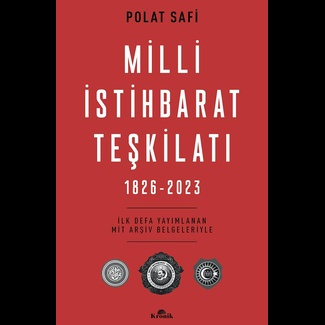 POLAT SAFİ
MİLLİ
İSTİHBARAT
TEŞKİLATI
1826-2023
İLK DEFA YAYIMLANAN
MİT ARŞİV BELGELERİYLE
Kronik